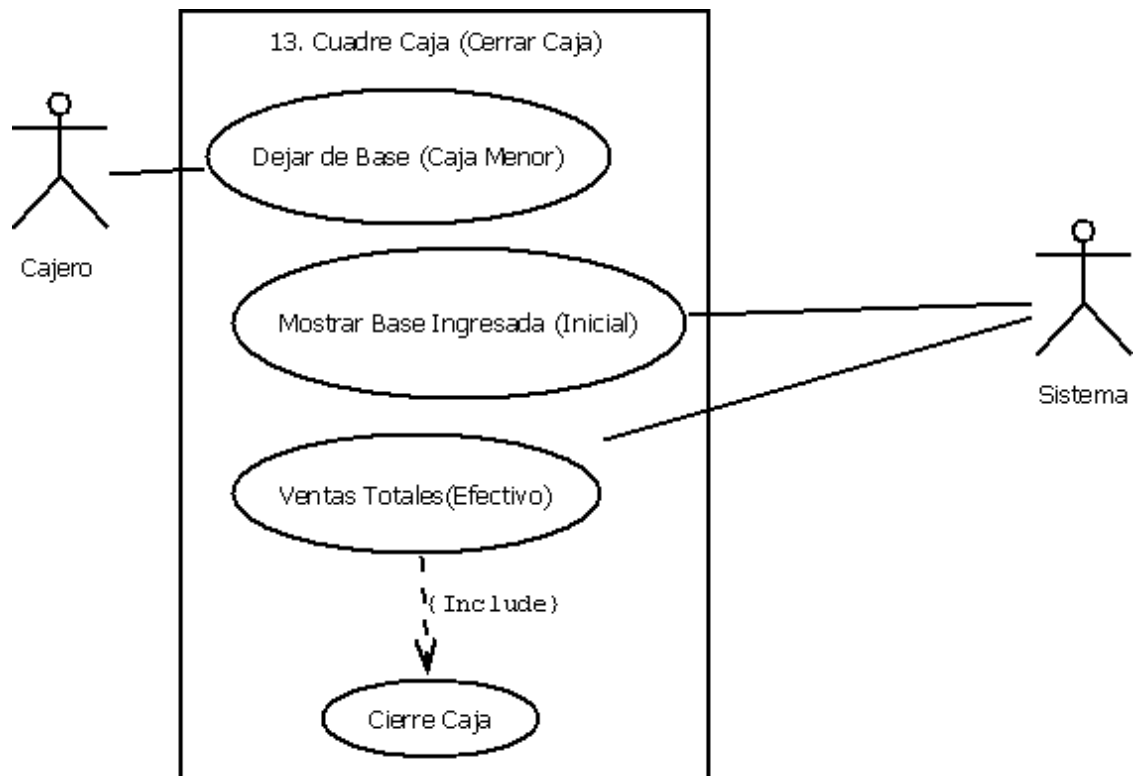 13. Cuadre Caja (Cerrar Caja)
Dejar de Base (Caja Menor)
Cajero
Mostrar Base Ingresada (Inicial)
Sistema
Ventas Totales(Efectivo)
{Include}
Cierre Caja